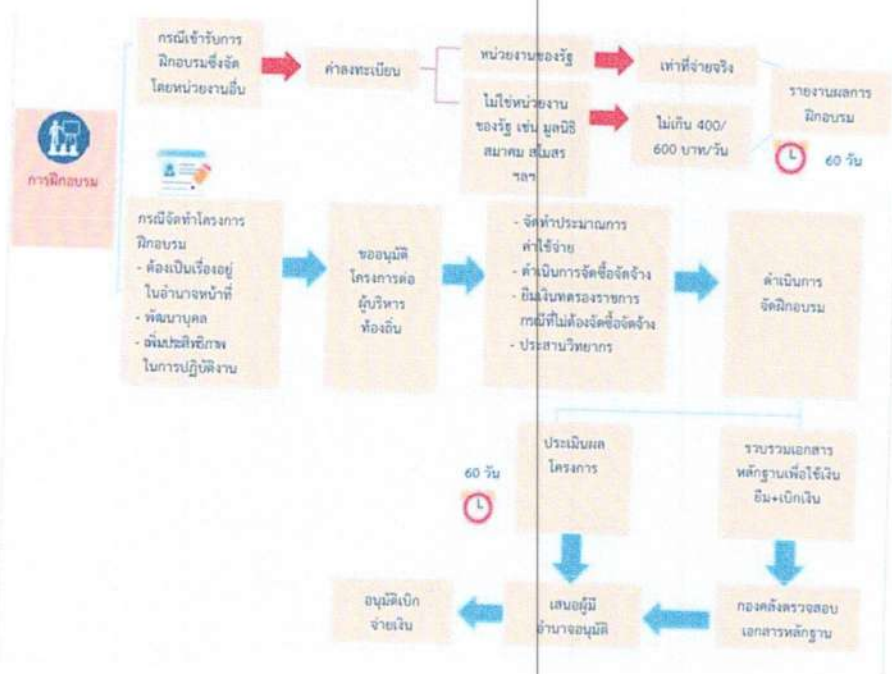 การฝึกอบรม
กรณีเข้ารับการ
ฝึกอบรมซึ่งจัด
โดยหน่วยงานอื่น
ค่าลงทะเบียน
หน่วยงานของรัฐ
เท่าที่จ่ายจริง
ไม่ใช่หน่วยงาน
ของรัฐ เช่น มูลนิธิ
สมาคม สโมสร
ฯลฯ
ไม่เกิน 400/
600 บาท/วัน
รายงานผลการ
ฝึกอบรม
60 วัน
กรณีจัดทำโครงการ
ฝึกอบรม
- ต้องเป็นเรื่องอยู่
ในอำนาจหน้าที่
- พัฒนาบุคล
- เพิ่มประสิทธิภาพ
ในการปฏิบัติงาน
ขออนุมัติ
โครงการต่อ
ผู้บริหาร
ท้องถิ่น
- จัดทำประมาณการ
ค่าใช้จ่าย
- ดำเนินการจัดซื้อจัดจ้าง
- ยืมเงินทดรองราชการ
กรณีที่ไม่ต้องจัดซื้อจัดจ้าง
- ประสานวิทยากร
ดำเนินการ
จัดฝึกอบรม
ประเมินผล
โครงการ
60 วัน
รวบรวมเอกสาร
หลักฐานเพื่อใช้เงิน
ยืม+เบิกเงิน
กองคลังตรวจสอบ
เอกสารหลักฐาน
เสนอผู้มี
อำนาจอนุมัติ
อนุมัติเบิก
จ่ายเงิน